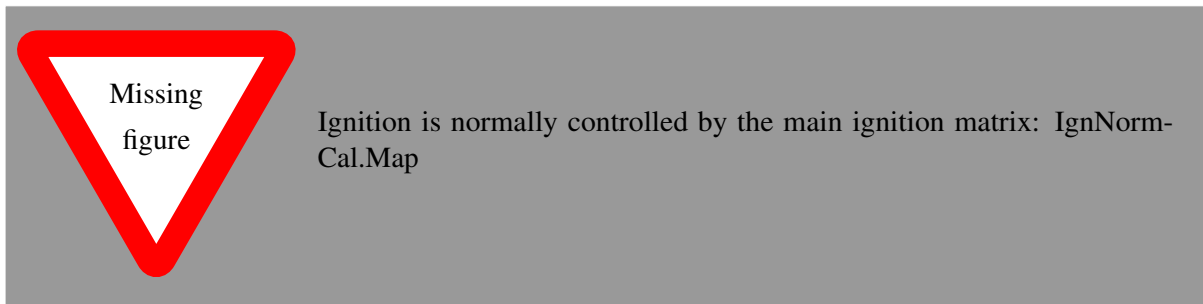 Missing
figure
Ignition is normally controlled by the main ignition matrix: IgnNorm-
Cal.Map